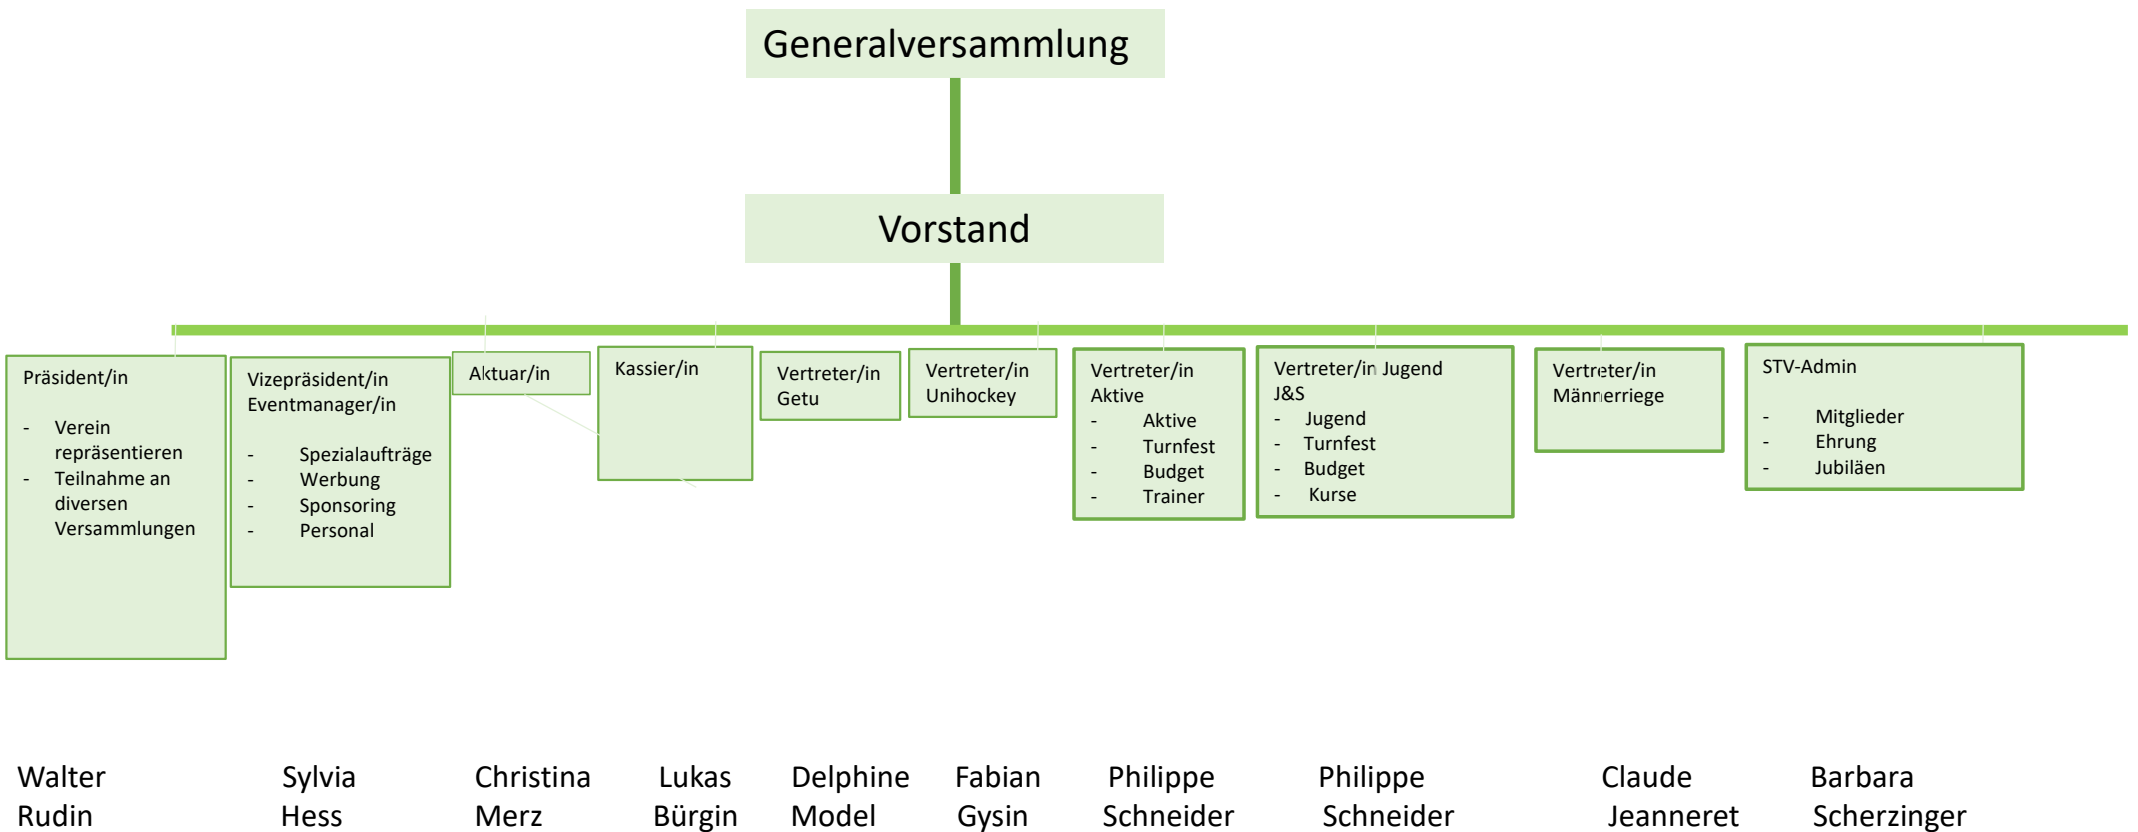 Generalversammlung
Vorstand
Präsident/in
- Verein
repräsentieren
- Teilnahme an
diversen
Versammlungen
Vizepräsident/in
Eventmanager/in
- Spezialaufträge
- Werbung
- Sponsoring
- Personal
Aktuar/in
Kassier/in
Vertreter/in
Getu
Vertreter/in
Unihockey
Vertreter/in
Aktive
- Aktive
- Turnfest
- Budget
- Trainer
Vertreter/in Jugend
J&S
- Jugend
- Turnfest
- Budget
- Kurse
Vertreter/in
Männerriege
STV-Admin
- Mitglieder
- Ehrung
- Jubiläen
Walter
Rudin
Sylvia
Hess
Christina
Merz
Lukas
Bürgin
Delphine
Model
Fabian
Gysin
Philippe
Schneider
Philippe
Schneider
Claude
Jeanneret
Barbara
Scherzinger